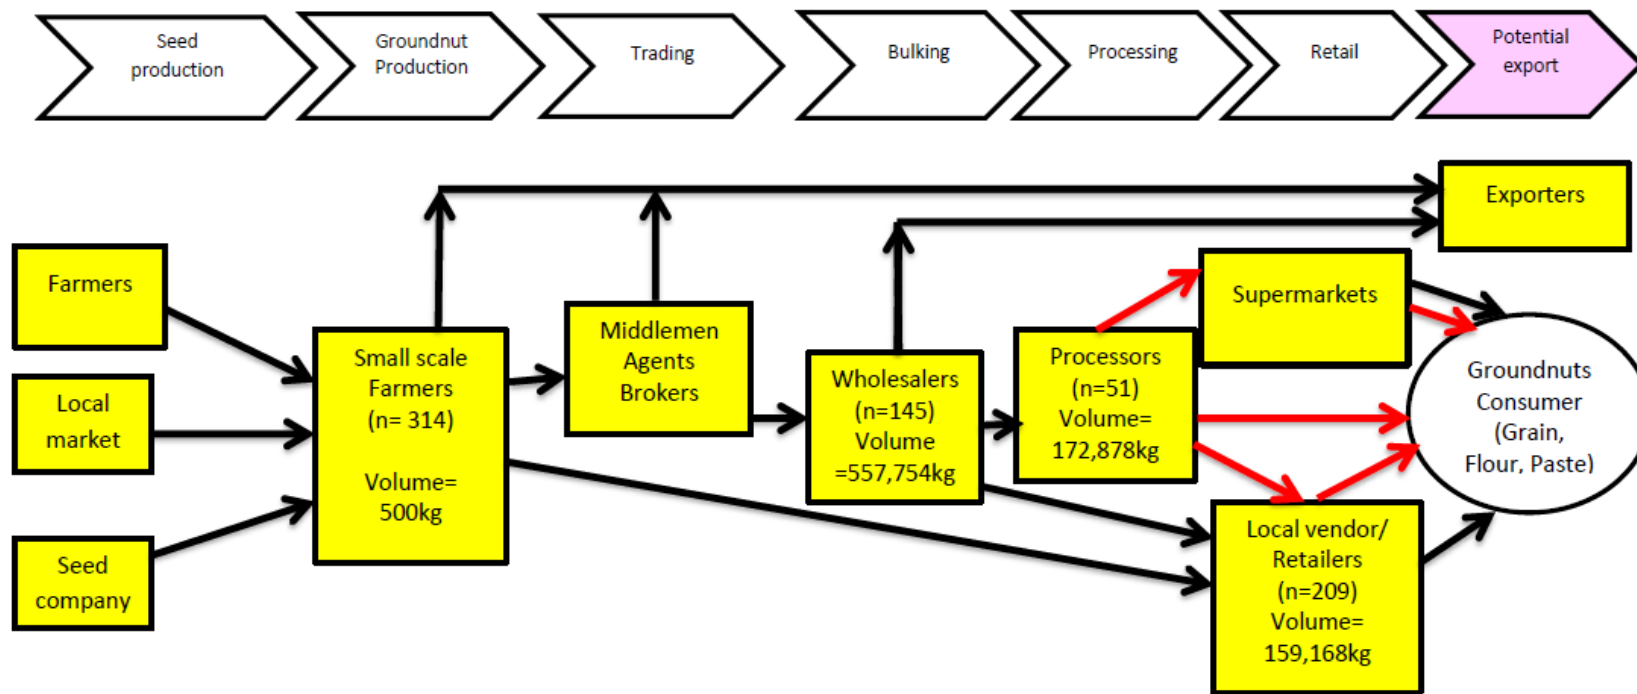 Seed
production
Groundnut
Production
Trading
Bulking
Processing
Retail
Potential
export
Exporters
Farmers
Supermarkets
Middlemen
Agents
Brokers
Small scale
Farmers
(n= 314)
Volume=
500kg
Local
market
Wholesalers
(n=145)
Volume
=557,754kg
Processors
(n=51)
Volume=
172,878kg
Groundnuts
Consumer
(Grain,
Flour, Paste)
Seed
company
Local vendor/
Retailers
(n=209)
Volume=
159,168kg